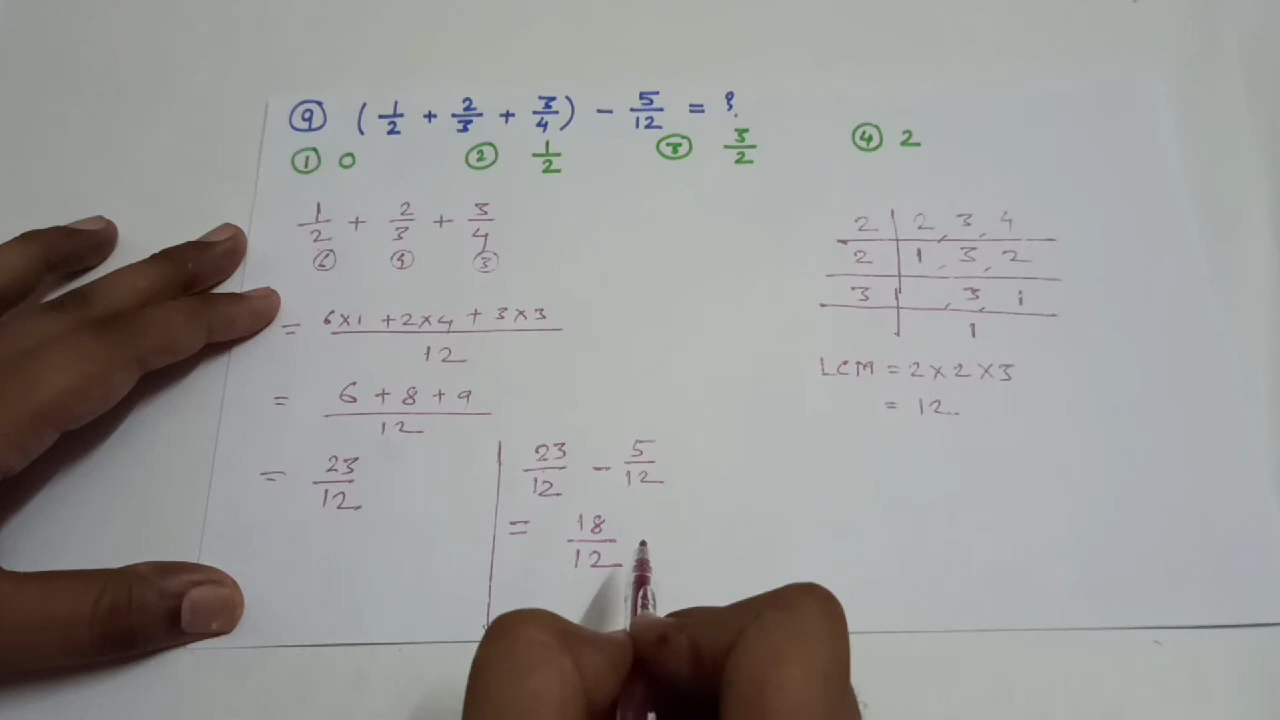 ⑨ (1/2 + 2/3 + 3/4) - 5/12 = ?
① 0 ② 1/2 ③ 3/2 ④ 2
1/2 + 2/3 + 3/4
⑥ ④ ③
= 6×1 + 2×4 + 3×3 / 12
= 6 + 8 + 9 / 12
= 23/12
23/12 - 5/12
= 18/12
2 | 2, 3, 4
2 | 1, 3, 2
3 | , 3, 1
1
LCM = 2×2×3
= 12